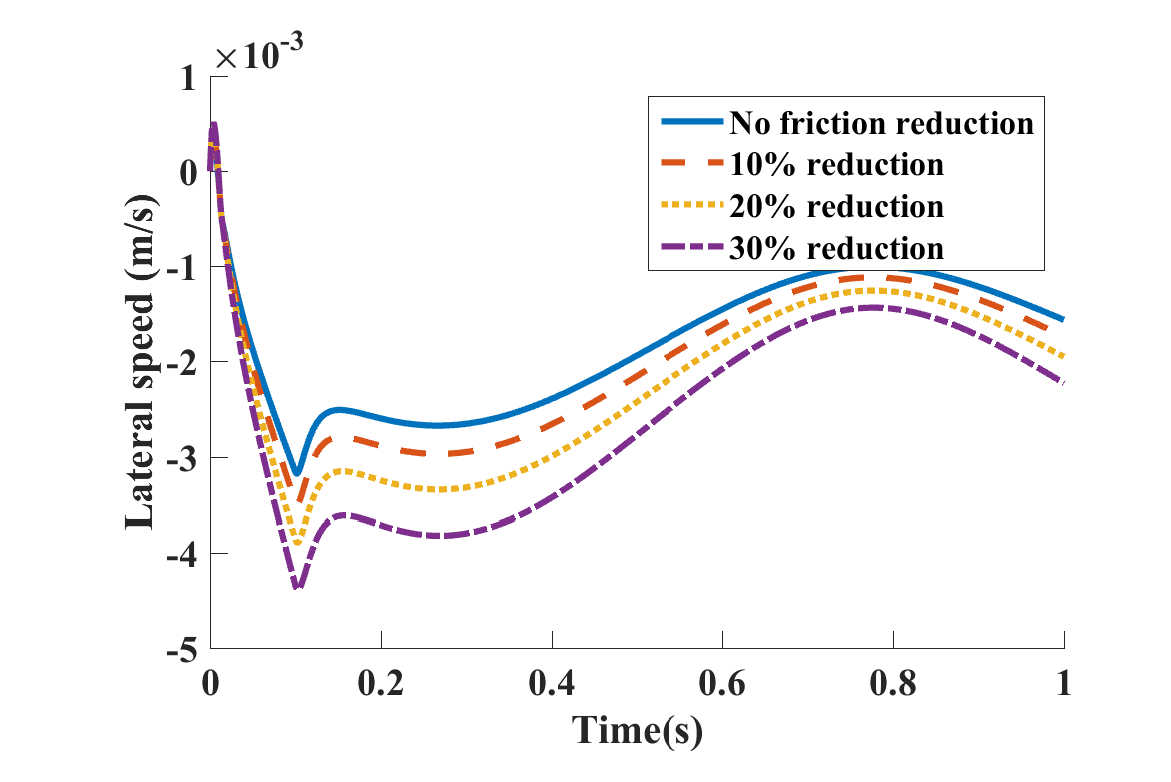 ×10-3
1
0
-1
-2
-3
-4
-5
Lateral speed (m/s)
No friction reduction
10% reduction
20% reduction
30% reduction
0 0.2 0.4 0.6 0.8 1
Time(s)